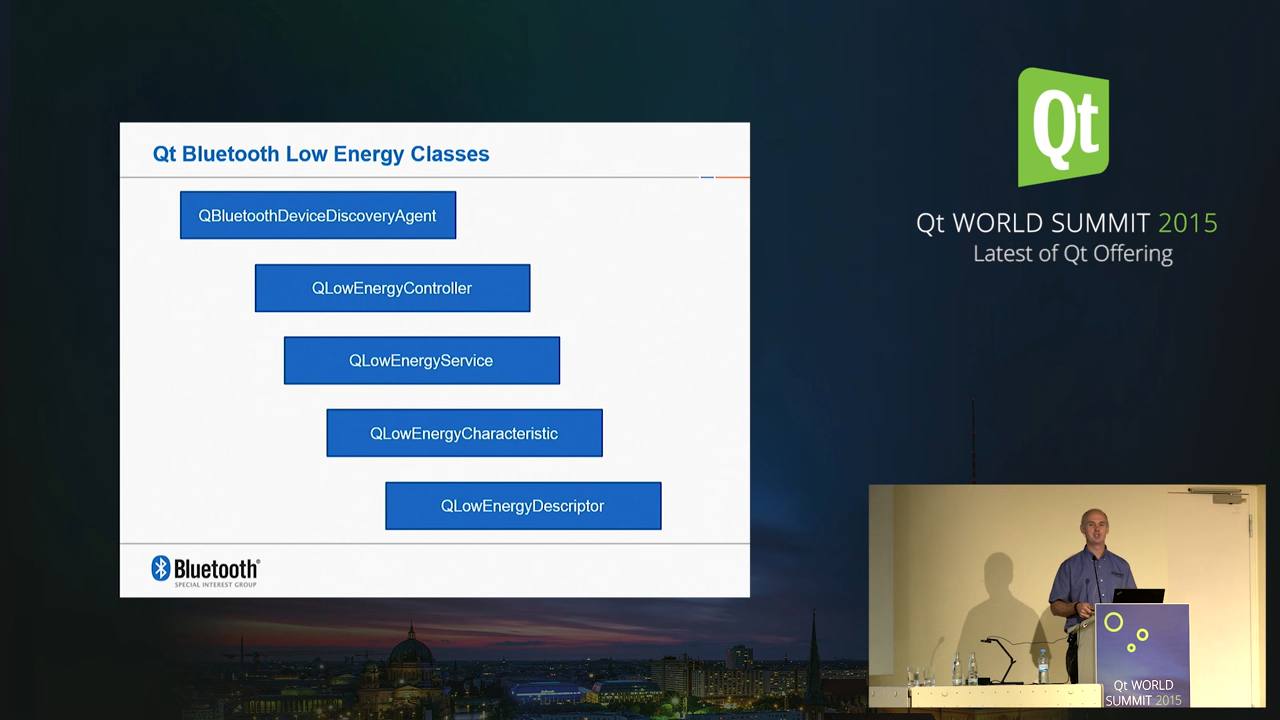 Qt Bluetooth Low Energy Classes
QBluetoothDeviceDiscoveryAgent
QLowEnergyController
QLowEnergyService
QLowEnergyCharacteristic
QLowEnergyDescriptor
Bluetooth®
SPECIAL INTEREST GROUP
Qt
Qt WORLD SUMMIT 2015
Latest of Qt Offering
Qt WORLD
SUMMIT 2015